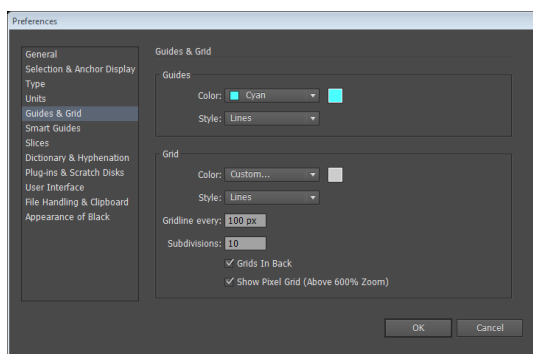 Preferences
General
Selection & Anchor Display
Type
Units
Guides & Grid
Smart Guides
Slices
Dictionary & Hyphenation
Plug-ins & Scratch Disks
User Interface
File Handling & Clipboard
Appearance of Black
Guides & Grid
Guides
Color: Cyan
Style: Lines
Grid
Color: Custom...
Style: Lines
Gridline every: 100 px
Subdivisions: 10
Grids In Back
Show Pixel Grid (Above 600% Zoom)
OK Cancel